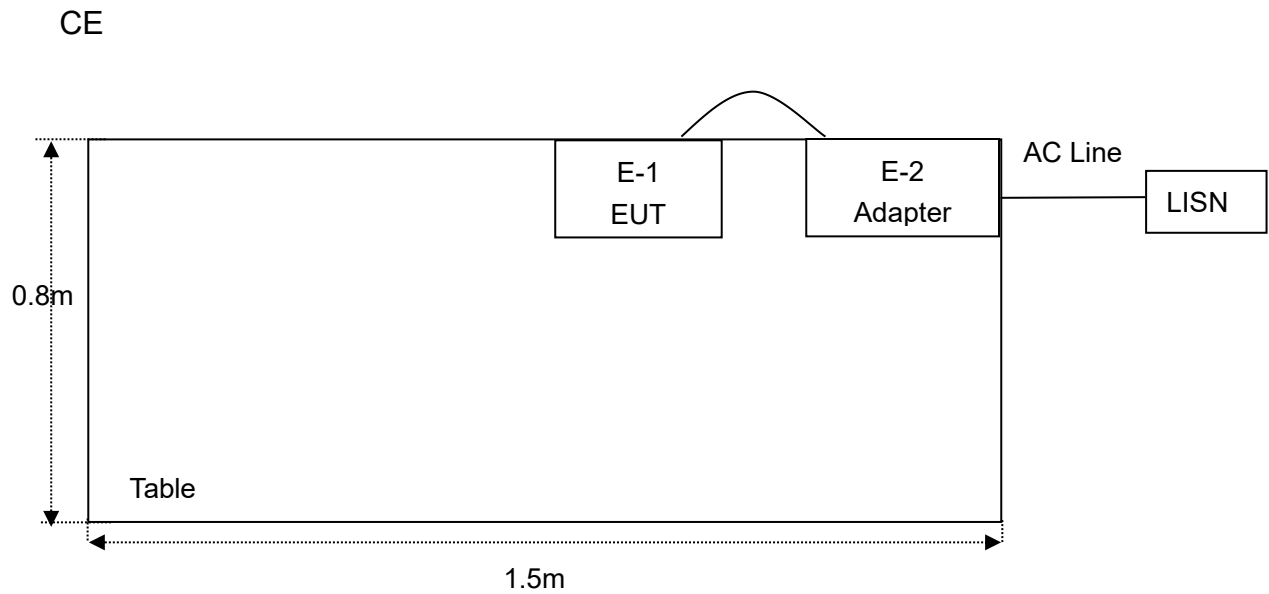 CE
AC Line
E-1
EUT
E-2
Adapter
LISN
0.8m
Table
1.5m